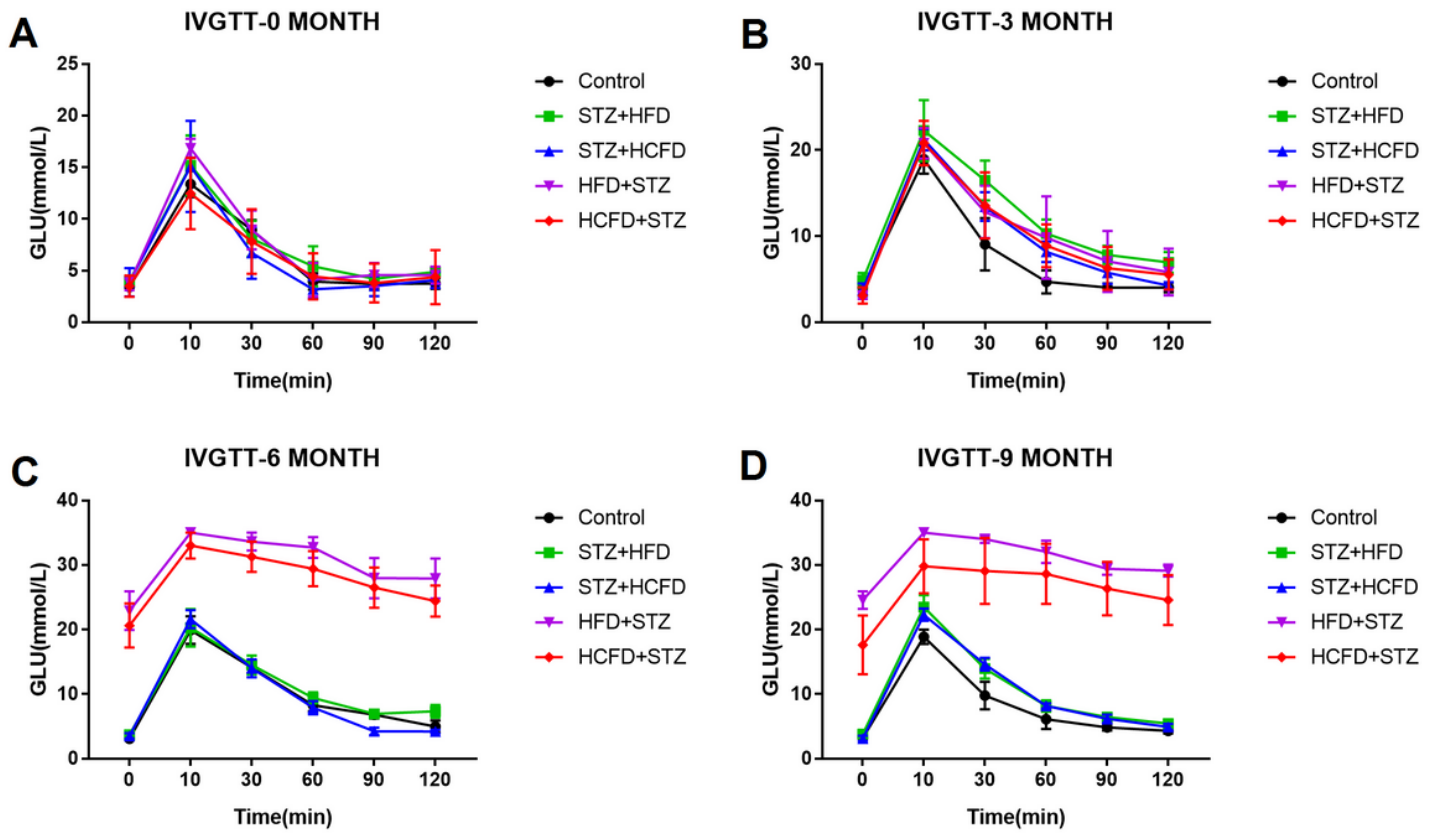 A
IVGTT-0 MONTH
GLU(mmol/L)
25
20
15
10
5
0
0 10 30 60 90 120
Time(min)
Control
STZ+HFD
STZ+HCFD
HFD+STZ
HCFD+STZ
B
IVGTT-3 MONTH
GLU(mmol/L)
30
20
10
0
0 10 30 60 90 120
Time(min)
Control
STZ+HFD
STZ+HCFD
HFD+STZ
HCFD+STZ
C
IVGTT-6 MONTH
GLU(mmol/L)
40
30
20
10
0
0 10 30 60 90 120
Time(min)
Control
STZ+HFD
STZ+HCFD
HFD+STZ
HCFD+STZ
D
IVGTT-9 MONTH
GLU(mmol/L)
40
30
20
10
0
0 10 30 60 90 120
Time(min)
Control
STZ+HFD
STZ+HCFD
HFD+STZ
HCFD+STZ